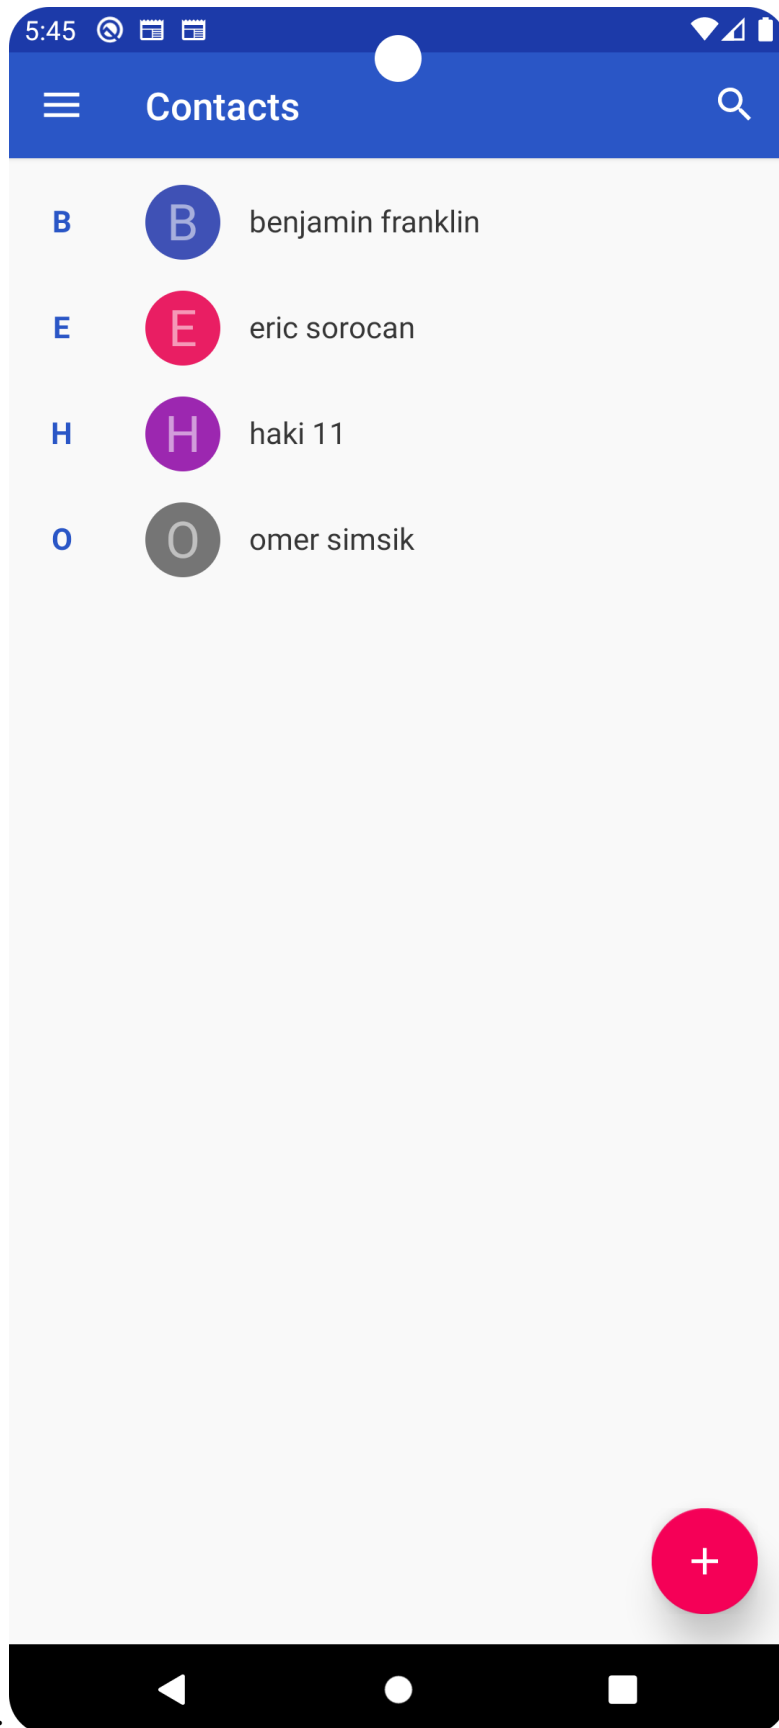 5:45
Contacts
B B benjamin franklin
E E eric sorocan
H H haki 11
O O omer simsik
+